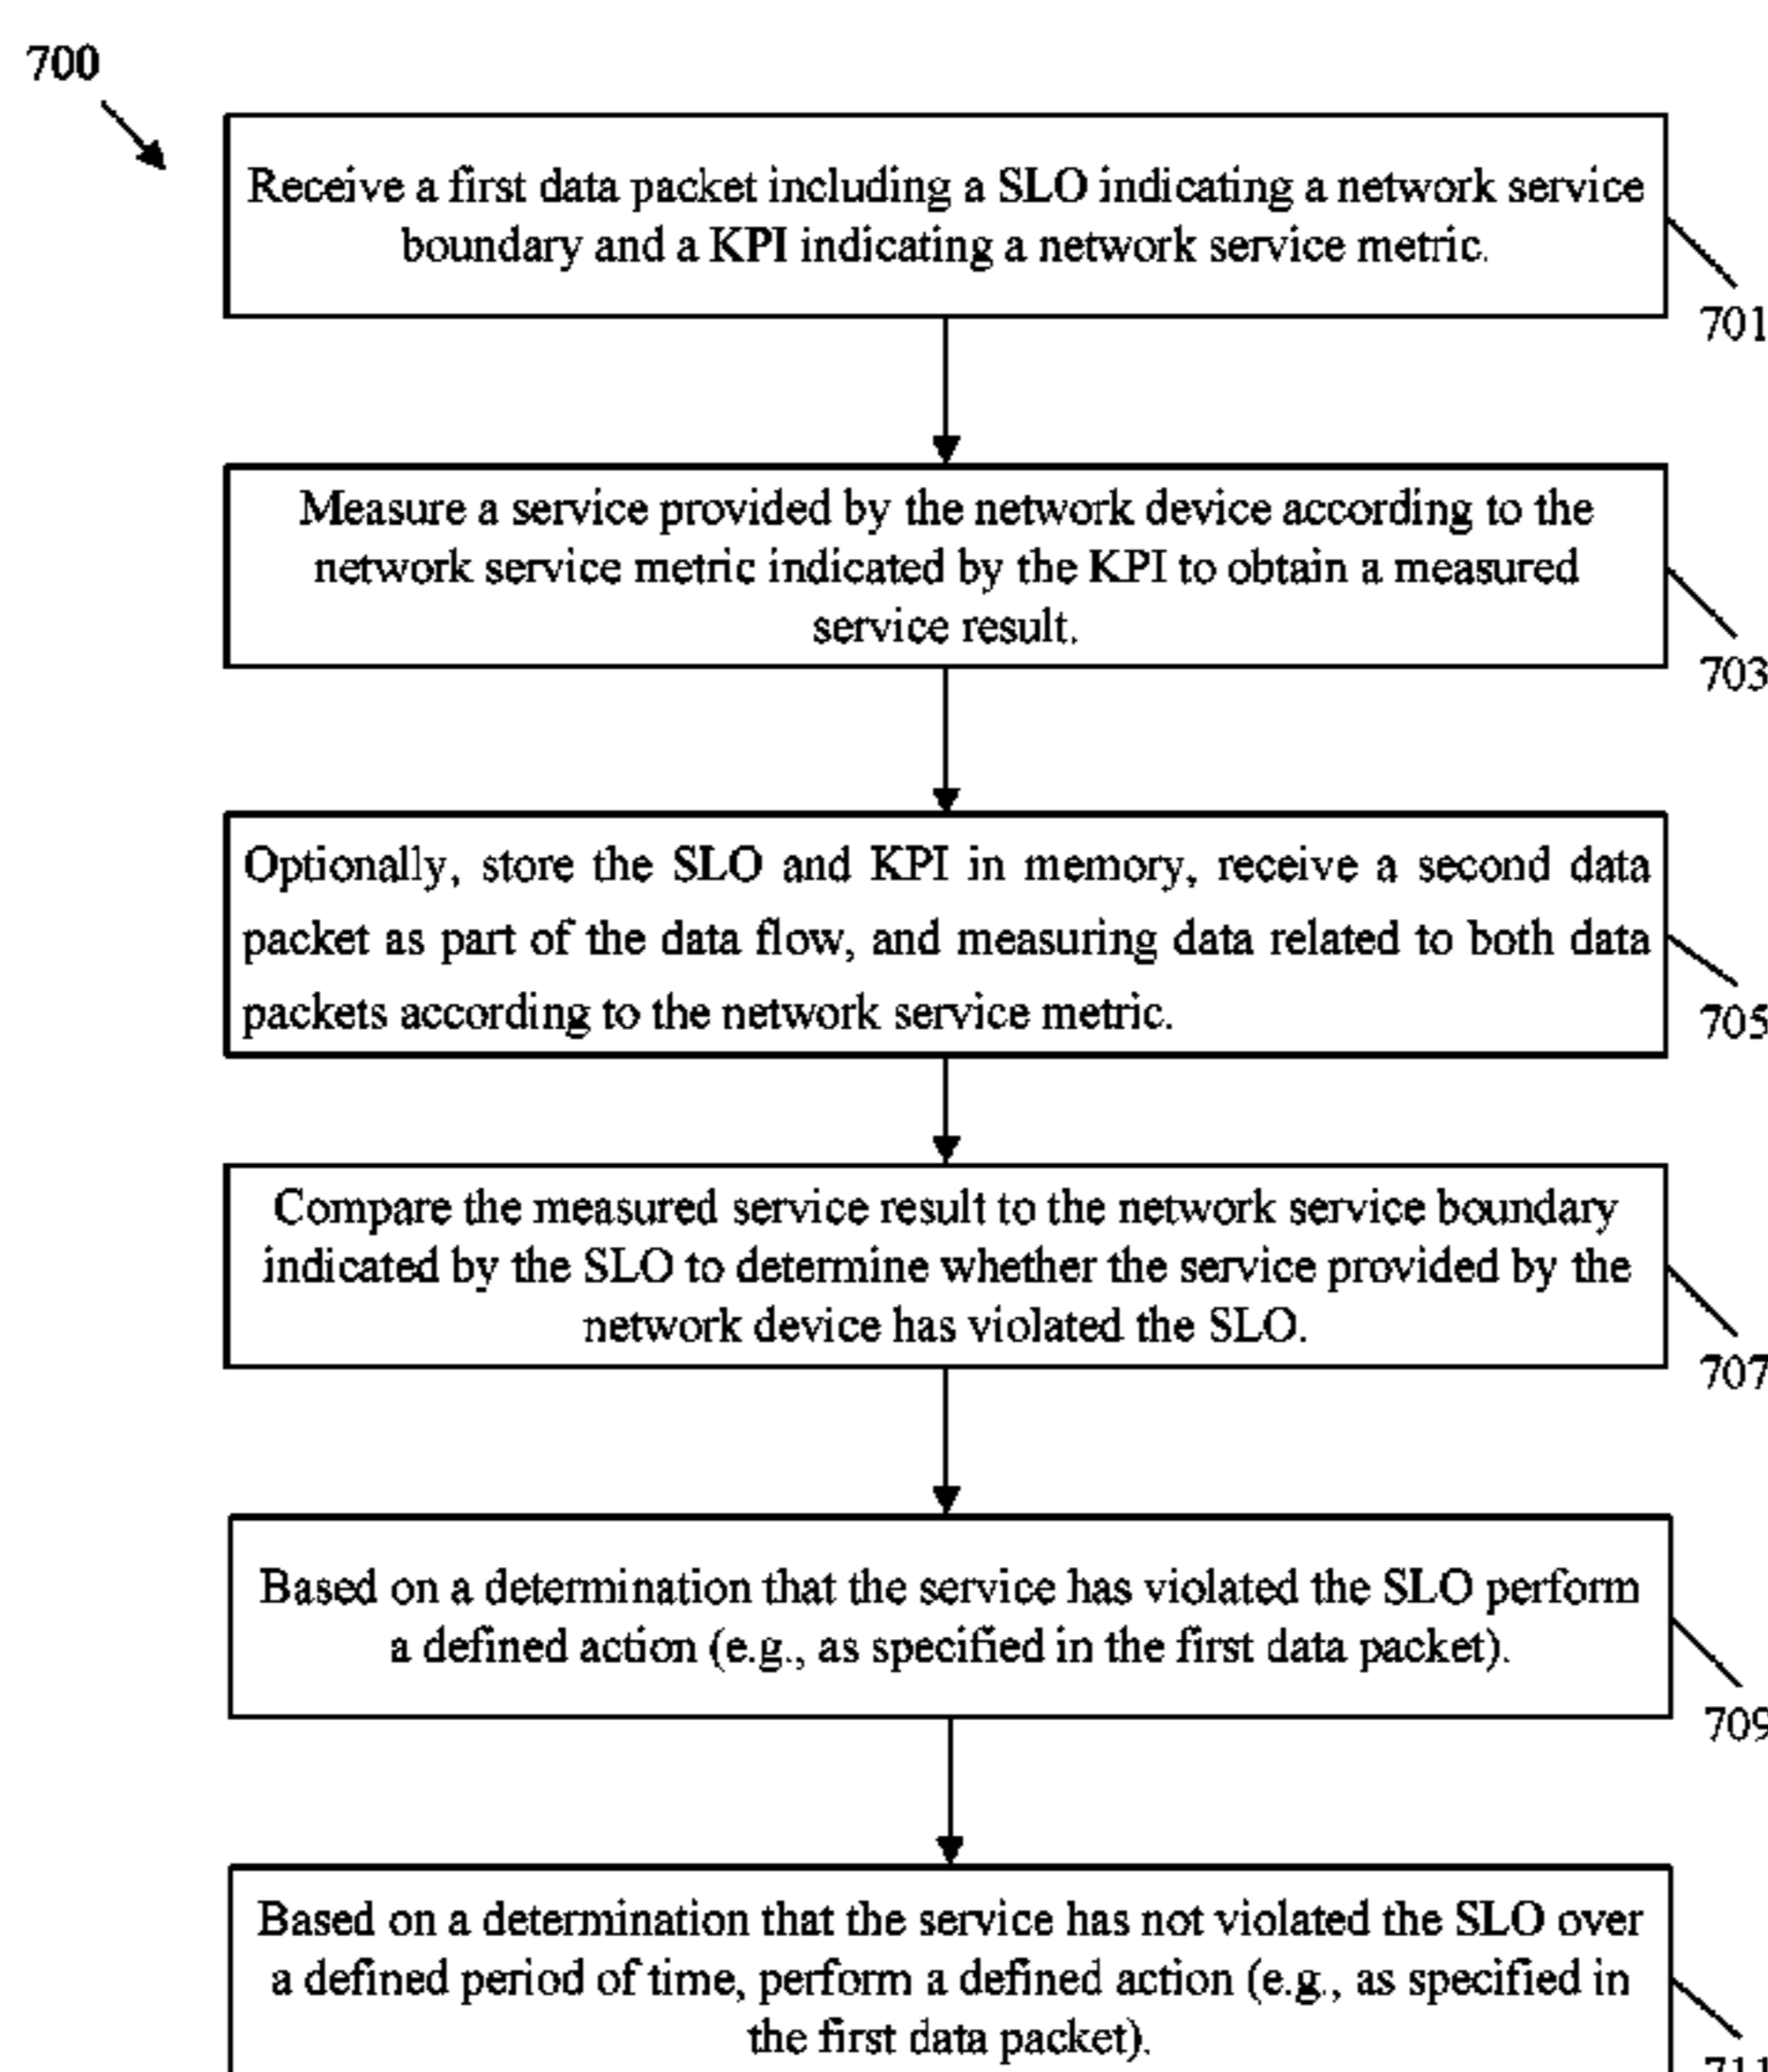 700
Receive a first data packet including a SLO indicating a network service
boundary and a KPI indicating a network service metric.
701
Measure a service provided by the network device according to the
network service metric indicated by the KPI to obtain a measured
service result.
703
Optionally, store the SLO and KPI in memory, receive a second data
packet as part of the data flow, and measuring data related to both data
packets according to the network service metric.
705
Compare the measured service result to the network service boundary
indicated by the SLO to determine whether the service provided by the
network device has violated the SLO.
707
Based on a determination that the service has violated the SLO perform
a defined action (e.g., as specified in the first data packet).
709
Based on a determination that the service has not violated the SLO over
a defined period of time, perform a defined action (e.g., as specified in
the first data packet).
711